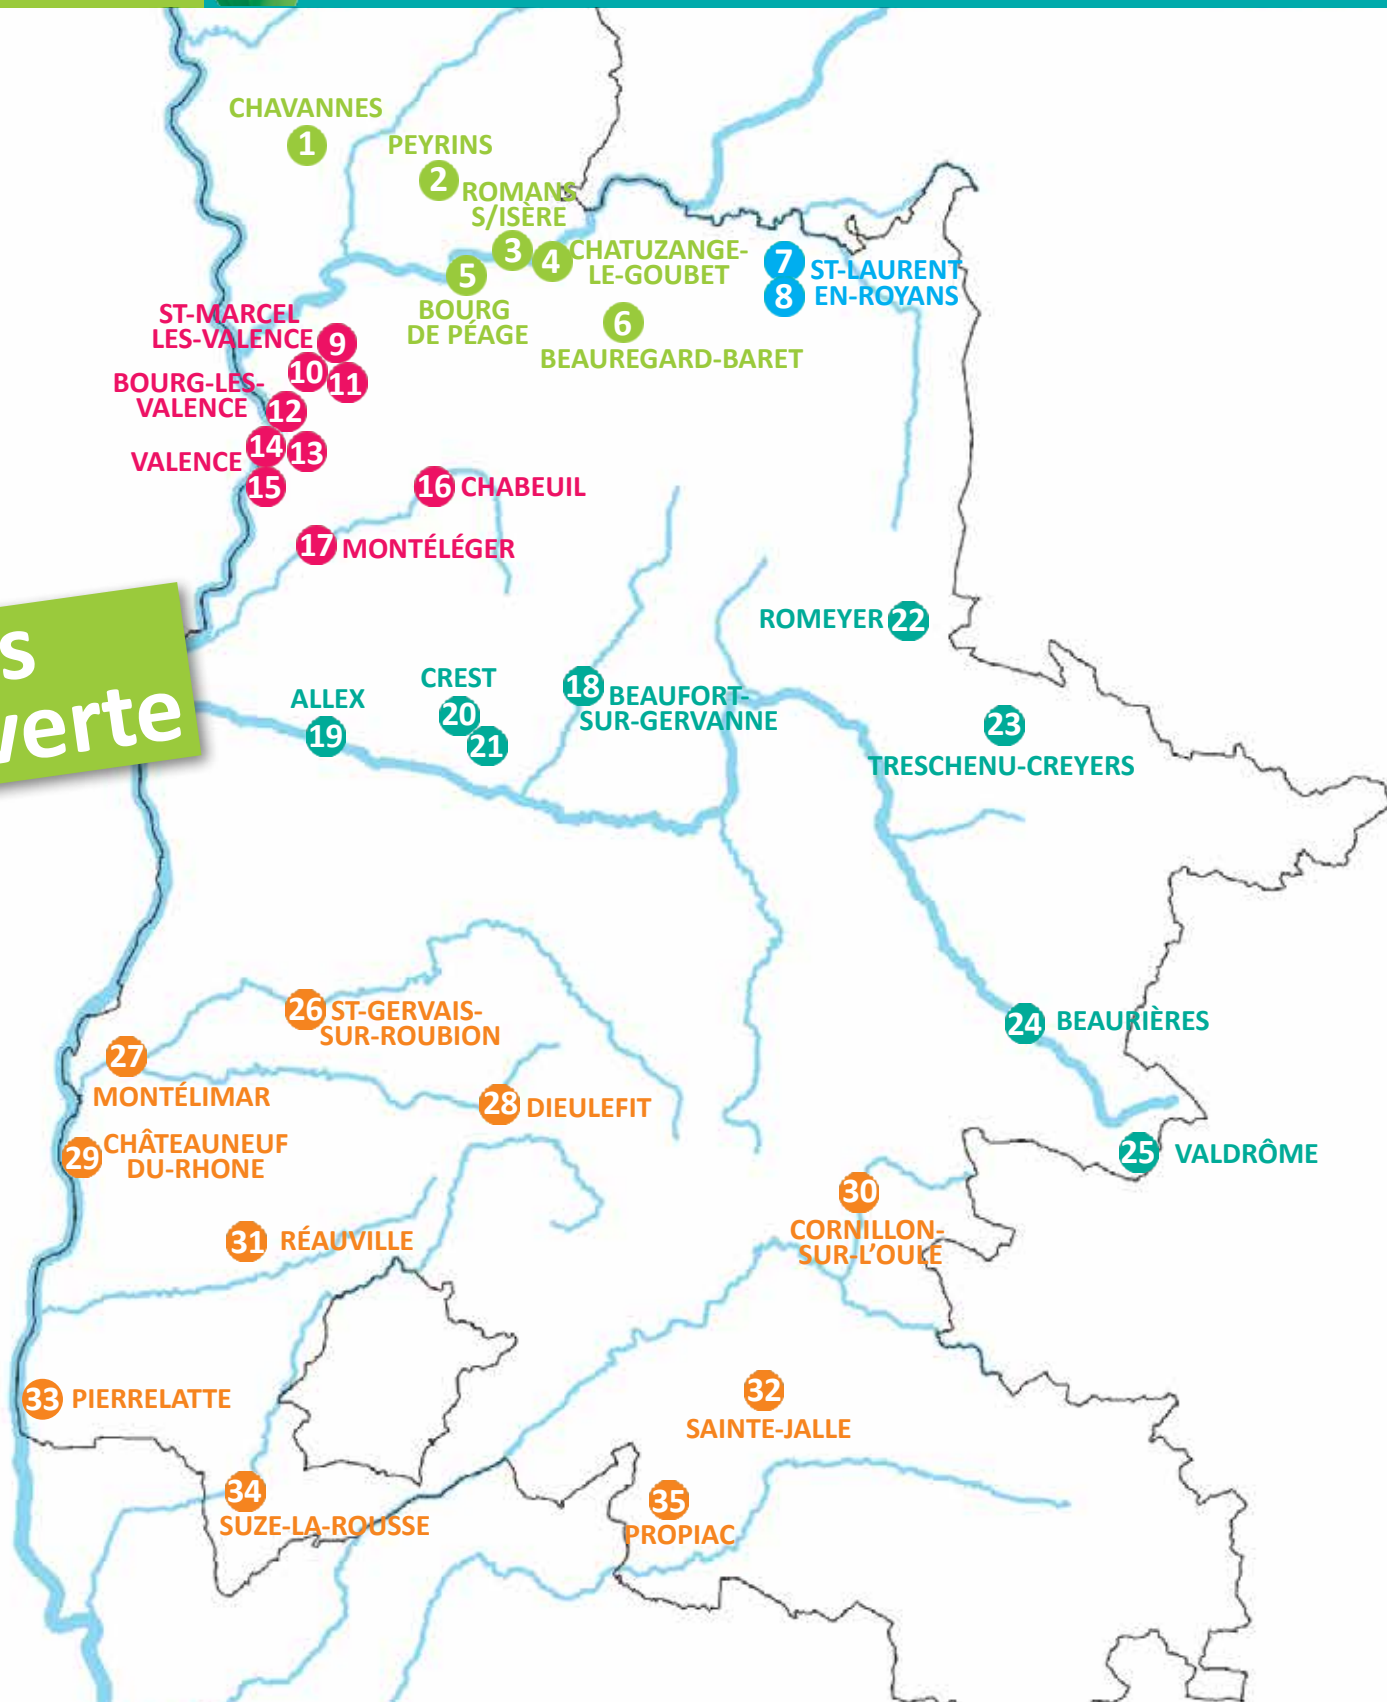 CHAVANNES
1
PEYRINS
2
ROMANS
S/ISÈRE
3
4
CHATUZANGE-
LE-GOUBET
5
BOURG
DE PÉAGE
6
BEAUREGARD-BARET
7
8
ST-LAURENT
EN-ROYANS
ST-MARCEL
LES-VALENCE
9
10
11
BOURG-LES-
VALENCE
12
VALENCE
14
13
15
16
CHABEUIL
17
MONTÉLÉGER
s
verte
ROMEYER
22
ALLEX
19
CREST
20
21
18
BEAUFORT-
SUR-GERVANNE
23
TRESCHENU-CREYERS
24
BEAURIÈRES
25
VALDRÔME
26
ST-GERVAIS-
SUR-ROUBION
27
MONTÉLIMAR
28
DIEULEFIT
29
CHÂTEAUNEUF
DU-RHONE
30
CORNILLON-
SUR-L'OULE
31
RÉAUVILLE
32
SAINTE-JALLE
33
PIERRELATTE
34
SUZE-LA-ROUSSE
35
PROPIAC